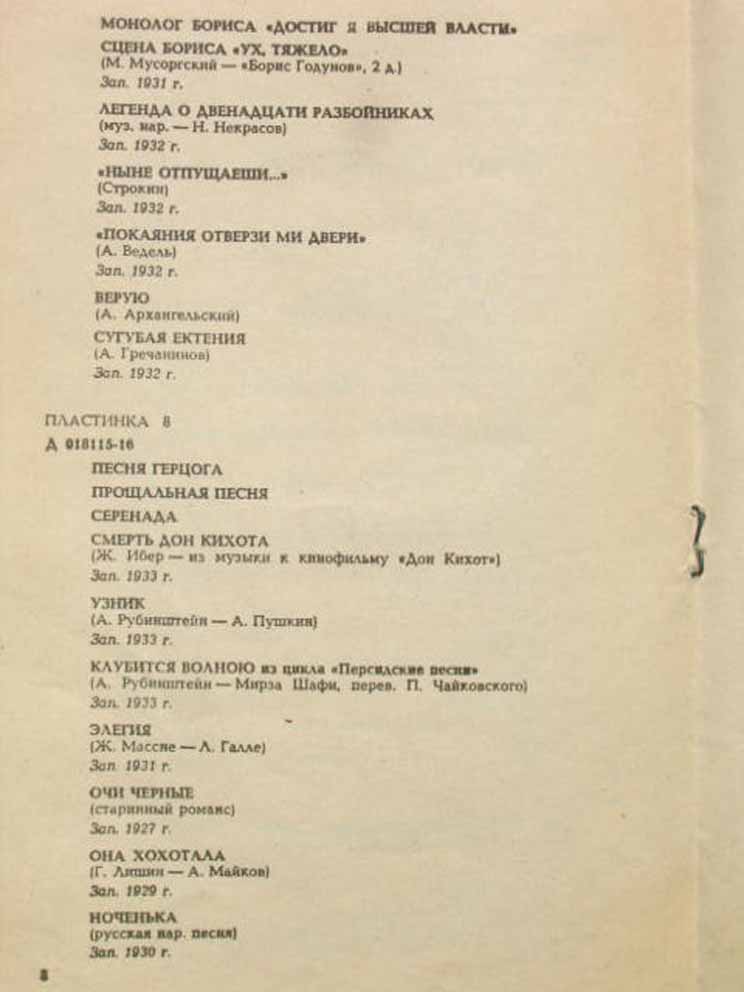 МОНОЛОГ БОРИСА «ДОСТИГ Я ВЫСШЕЙ ВЛАСТИ»
СЦЕНА БОРИСА «УХ, ТЯЖЕЛО»
(М. Мусоргский — «Борис Годунов», 2 д.)
Зап. 1931 г.
ЛЕГЕНДА О ДВЕНАДЦАТИ РАЗБОЙНИКАХ
(муз. нар. — Н. Некрасов)
Зап. 1932 г.
«НЫНЕ ОТПУЩАЕШИ...»
(Строкин)
Зап. 1932 г.
«ПОКАЯНИЯ ОТВЕРЗИ МИ ДВЕРИ»
(А. Ведель)
Зап. 1932 г.
ВЕРУЮ
(А. Архангельский)
СУГУБАЯ ЕКТЕНИЯ
(А. Гречанинов)
Зап. 1932 г.
ПЛАСТИНКА 8
Д 018115-16
ПЕСНЯ ГЕРЦОГА
ПРОЩАЛЬНАЯ ПЕСНЯ
СЕРЕНАДА
СМЕРТЬ ДОН КИХОТА
(Ж. Ибер — из музыки к кинофильму «Дон Кихот»)
Зап. 1933 г.
УЗНИК
(А. Рубинштейн — А. Пушкин)
Зап. 1933 г.
КЛУБИТСЯ ВОЛНОЮ из цикла «Персидские песни»
(А. Рубинштейн — Мирза Шафи, перев. П. Чайковского)
Зап. 1933 г.
ЭЛЕГИЯ
(Ж. Массне — Л. Галле)
Зап. 1931 г.
ОЧИ ЧЕРНЫЕ
(старинный романс)
Зап. 1927 г.
ОНА ХОХОТАЛА
(Г. Лишин — А. Майков)
Зап. 1929 г.
НОЧЕНЬКА
(русская нар. песня)
Зап. 1930 г.
8